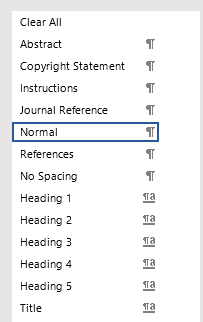 Clear All
Abstract ¶
Copyright Statement ¶
Instructions ¶
Journal Reference ¶
Normal ¶
References ¶
No Spacing ¶
Heading 1 ¶a
Heading 2 ¶a
Heading 3 ¶a
Heading 4 ¶a
Heading 5 ¶a
Title ¶a